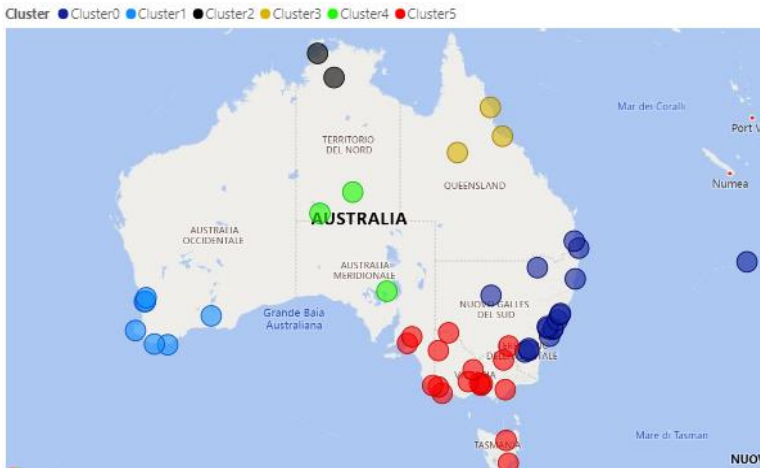 Cluster Cluster0 Cluster1 Cluster2 Cluster3 Cluster4 Cluster5
Mar dei Coralli
Port V
TERRITORIO
DEL NORD
Numea
QUEENSLAND
AUSTRALIA
AUSTRALIA
OCCIDENTALE
AUSTRALIA
MERIDIONALE
Grande Baia
Australiana
NUOVO GALLES
DEL SUD
TASMANIA
Mare di Tasman
NUOV